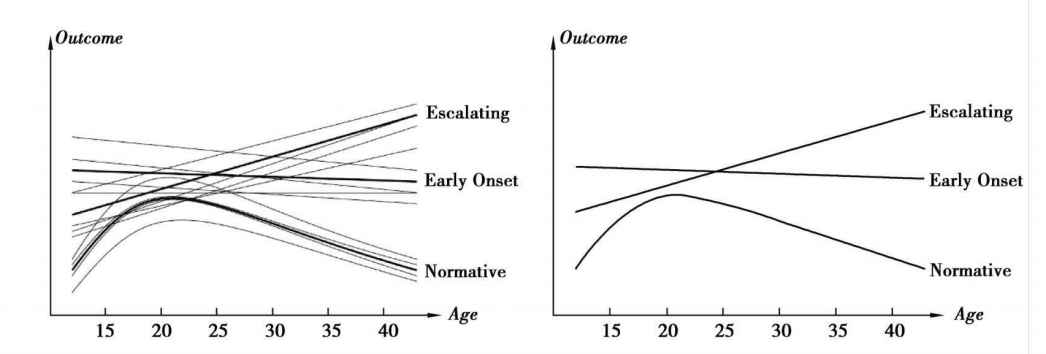 Outcome
Escalating
Early Onset
Normative
15 20 25 30 35 40 Age
Outcome
Escalating
Early Onset
Normative
15 20 25 30 35 40 Age